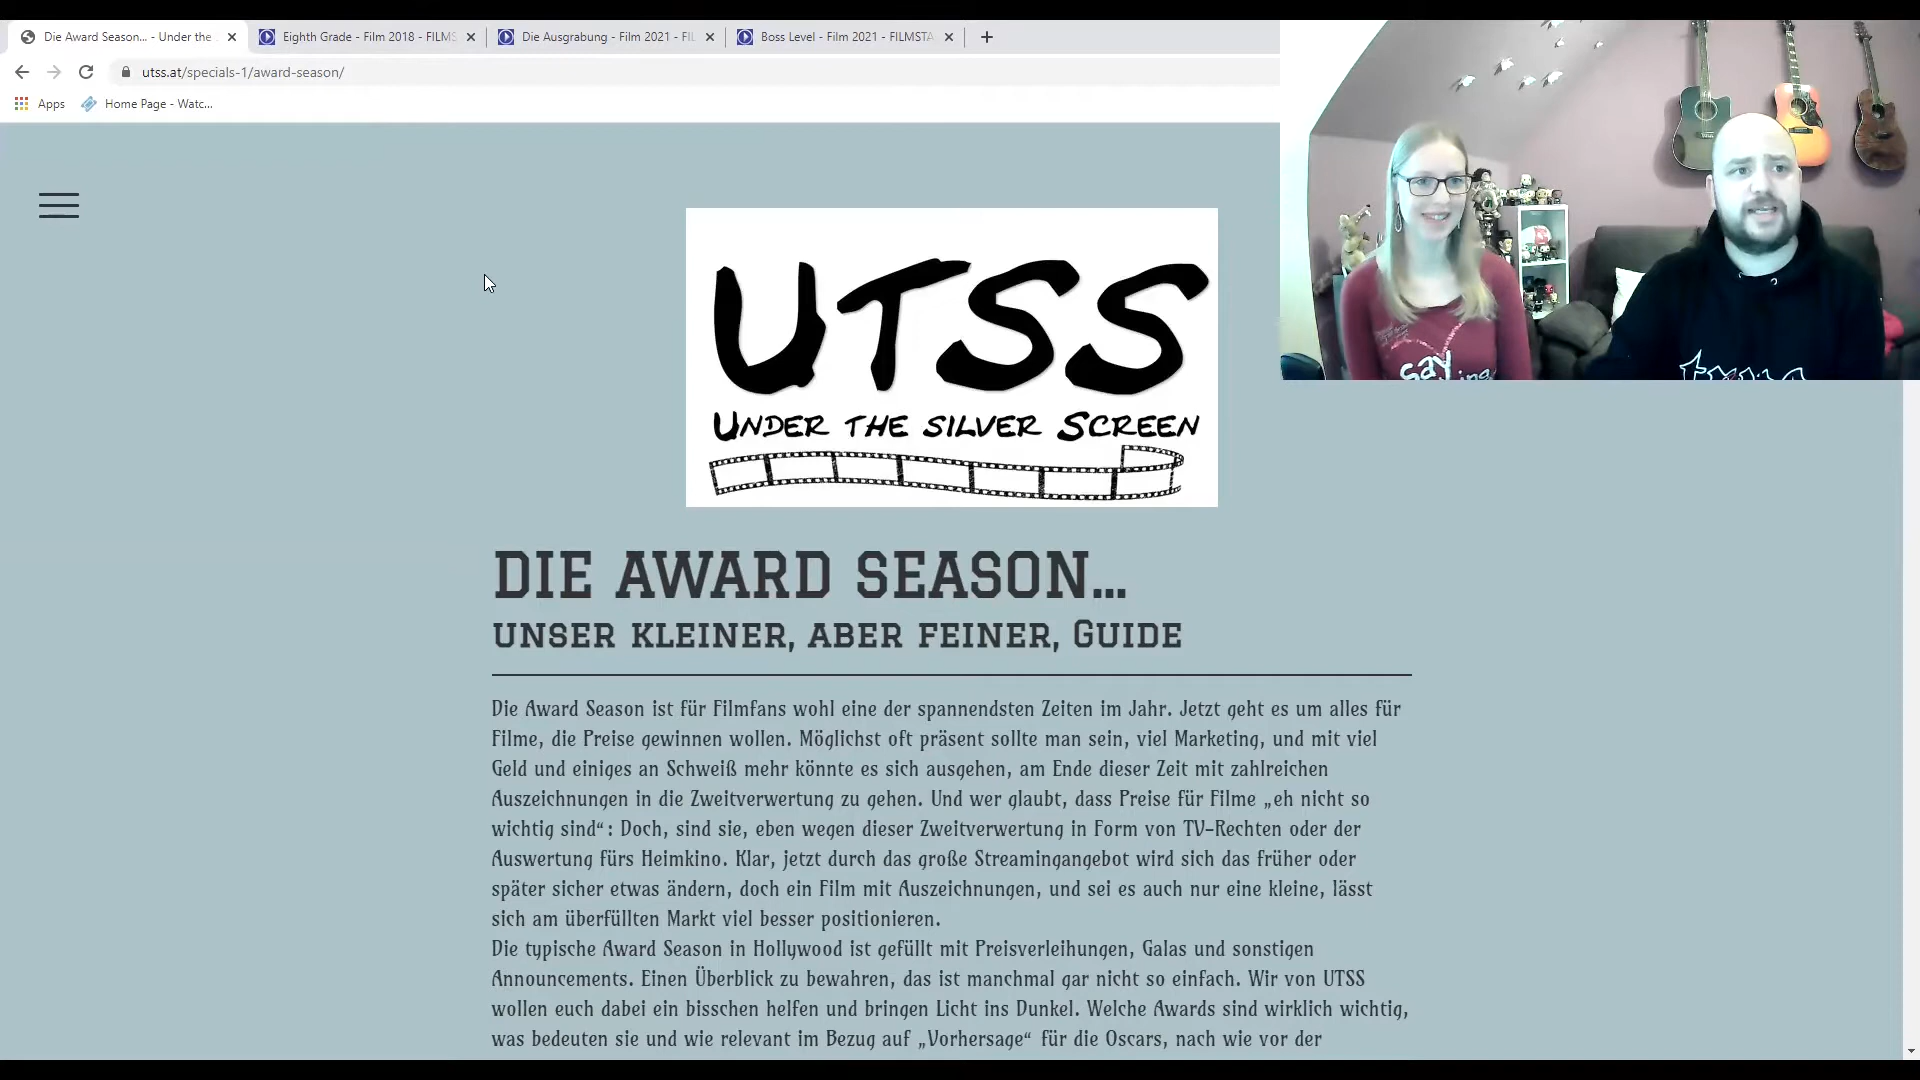 Die Award Season... - Under the
Eighth Grade - Film 2018 - FILMS
Die Ausgrabung - Film 2021 - FIL
Boss Level - Film 2021 - FILMSTA
utss.at/specials-1/award-season/
Apps
Home Page - Watc...
UTSS
Under the silver Screen
say
ing
DIE AWARD SEASON...
UNSER KLEINER, ABER FEINER, GUIDE
Die Award Season ist für Filmfans wohl eine der spannendsten Zeiten im Jahr. Jetzt geht es um alles für
Filme, die Preise gewinnen wollen. Möglichst oft präsent sollte man sein, viel Marketing, und mit viel
Geld und einiges an Schweiß mehr könnte es sich ausgehen, am Ende dieser Zeit mit zahlreichen
Auszeichnungen in die Zweitverwertung zu gehen. Und wer glaubt, dass Preise für Filme „eh nicht so
wichtig sind“: Doch, sind sie, eben wegen dieser Zweitverwertung in Form von TV-Rechten oder der
Auswertung fürs Heimkino. Klar, jetzt durch das große Streamingangebot wird sich das früher oder
später sicher etwas ändern, doch ein Film mit Auszeichnungen, und sei es auch nur eine kleine, lässt
sich am überfüllten Markt viel besser positionieren.
Die typische Award Season in Hollywood ist gefüllt mit Preisverleihungen, Galas und sonstigen
Announcements. Einen Überblick zu bewahren, das ist manchmal gar nicht so einfach. Wir von UTSS
wollen euch dabei ein bisschen helfen und bringen Licht ins Dunkel. Welche Awards sind wirklich wichtig,
was bedeuten sie und wie relevant im Bezug auf „Vorhersage“ für die Oscars, nach wie vor der